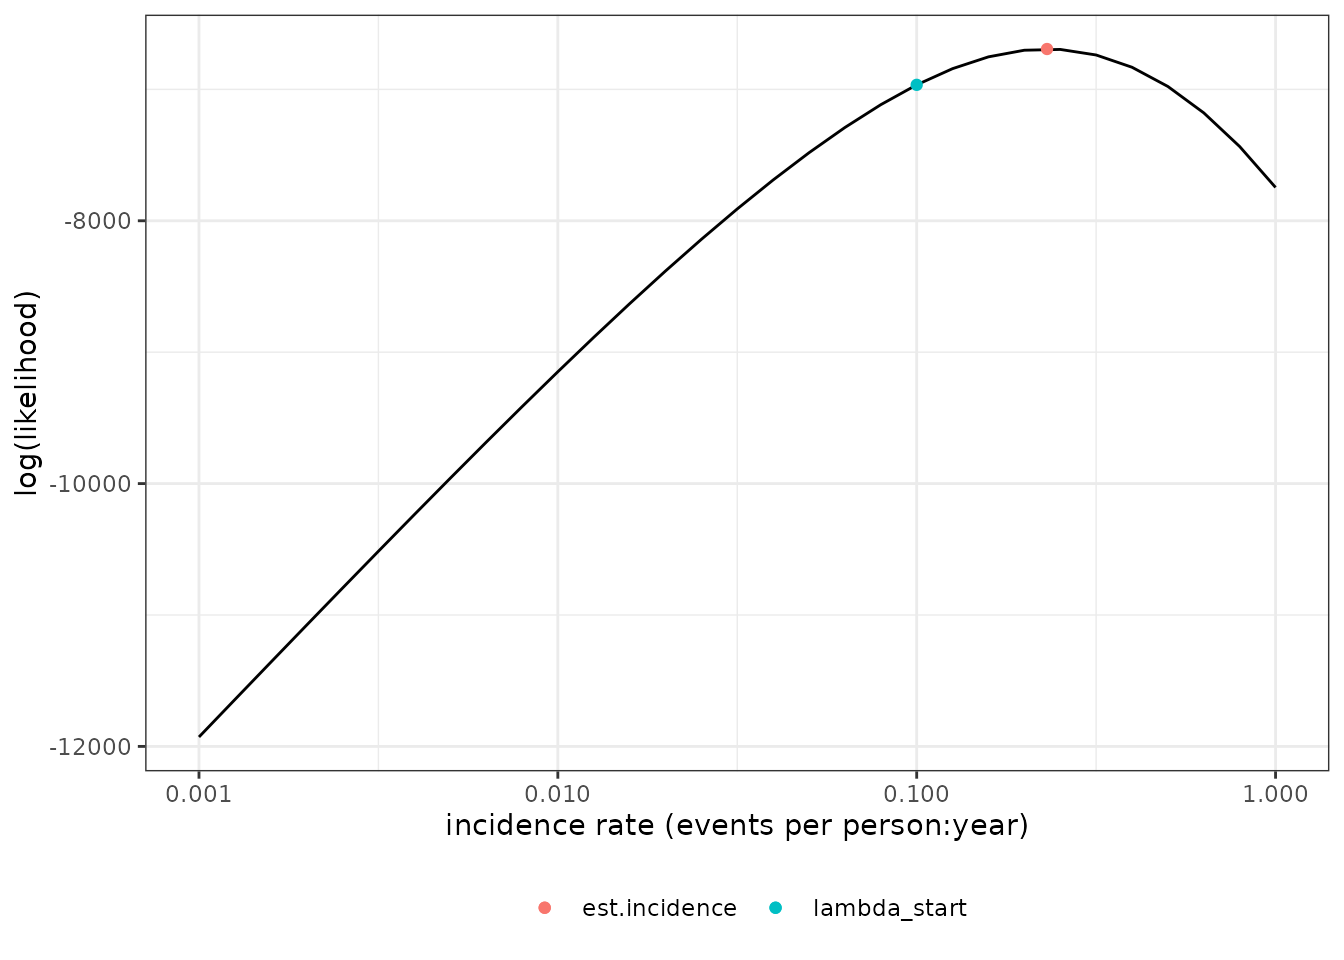 log(likelihood)
-8000
-10000
-12000
0.001 0.010 0.100 1.000
incidence rate (events per person:year)
est.incidence lambda_start